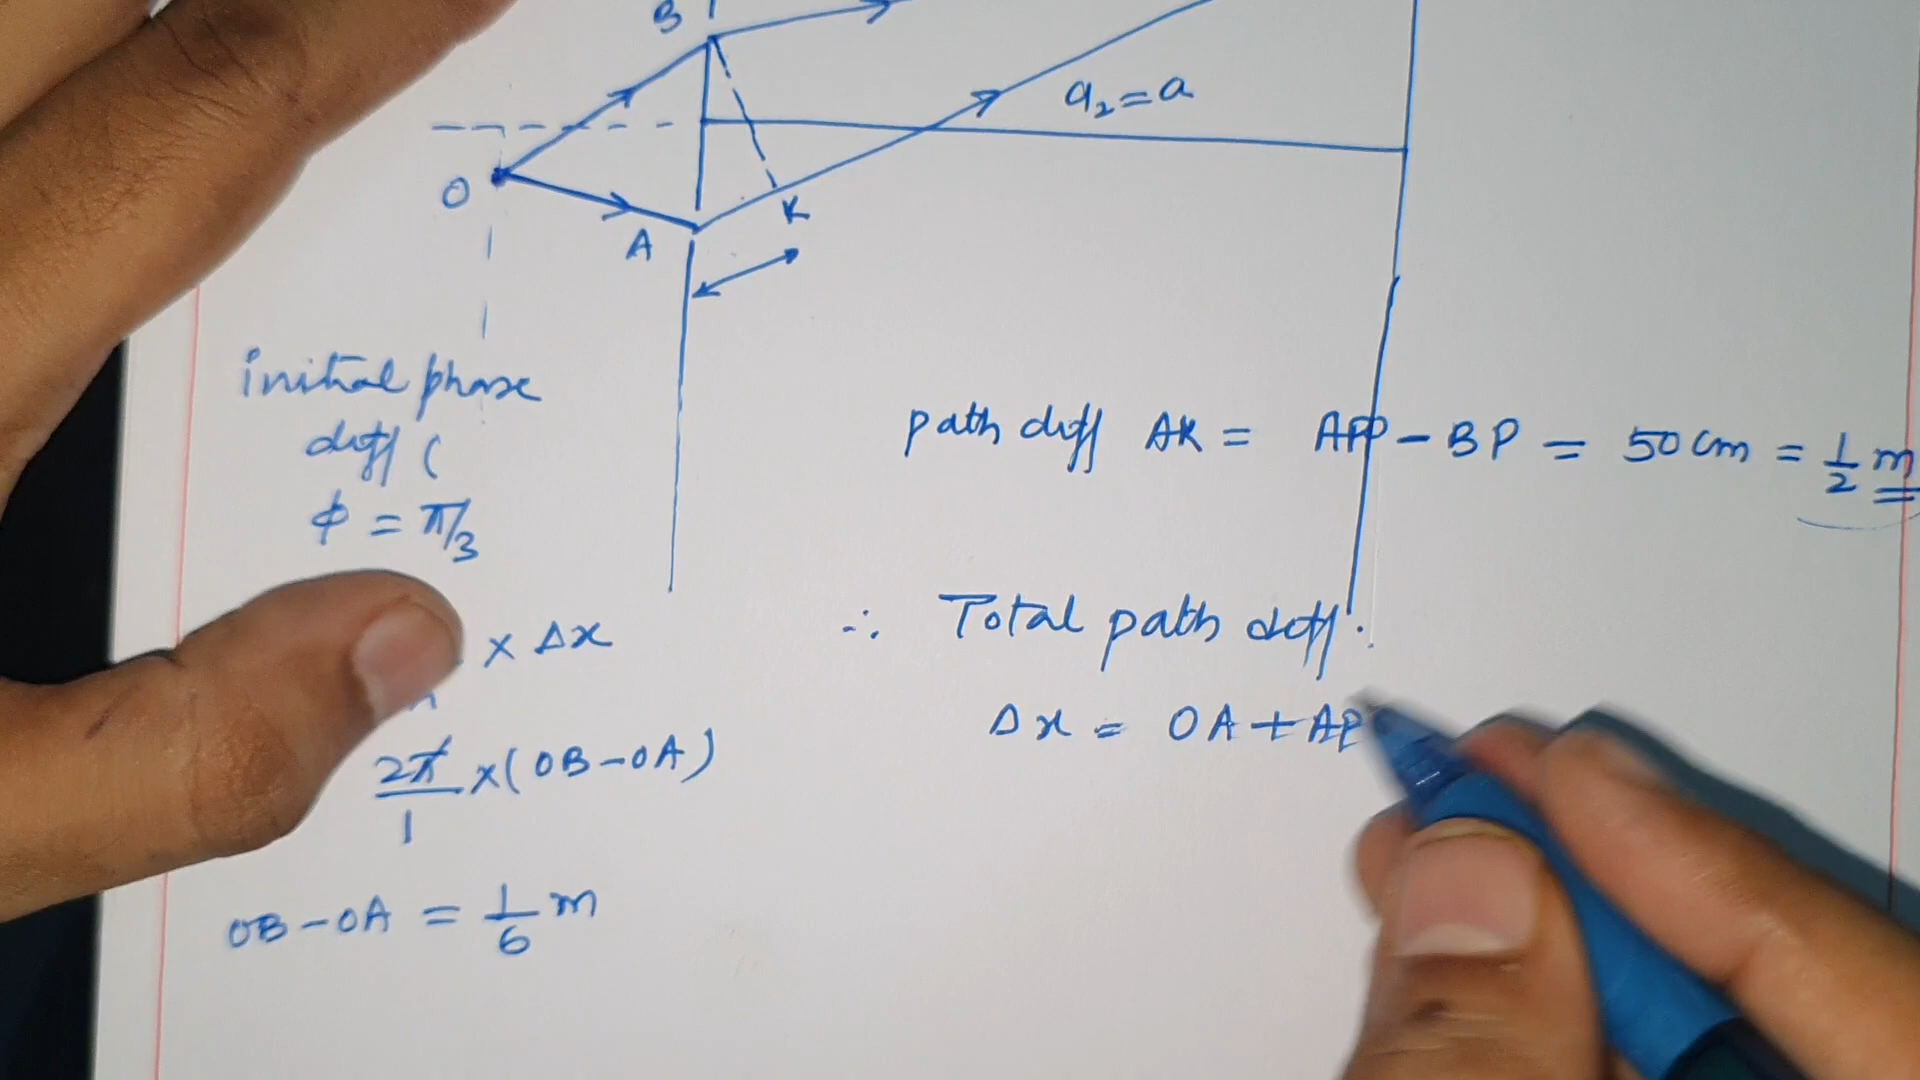 B
a₂ = a
O
K
A
initial phase
diff (
ϕ = π/3
path diff AK = APP - BP = 50 cm = 1/2 m
× Δx
∴ Total path diff.
Δx = OA + AP
2π/1 × (OB - OA)
OB - OA = 1/6 m